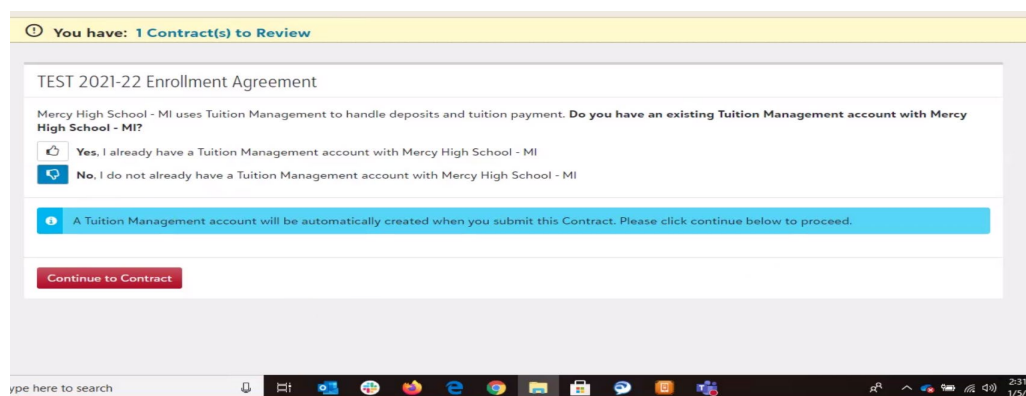 You have: 1 Contract(s) to Review
TEST 2021-22 Enrollment Agreement
Mercy High School - MI uses Tuition Management to handle deposits and tuition payment. Do you have an existing Tuition Management account with Mercy
High School - MI?
Yes, I already have a Tuition Management account with Mercy High School - MI
No, I do not already have a Tuition Management account with Mercy High School - MI
A Tuition Management account will be automatically created when you submit this Contract. Please click continue below to proceed.
Continue to Contract
ype here to search
2:31
1/5/